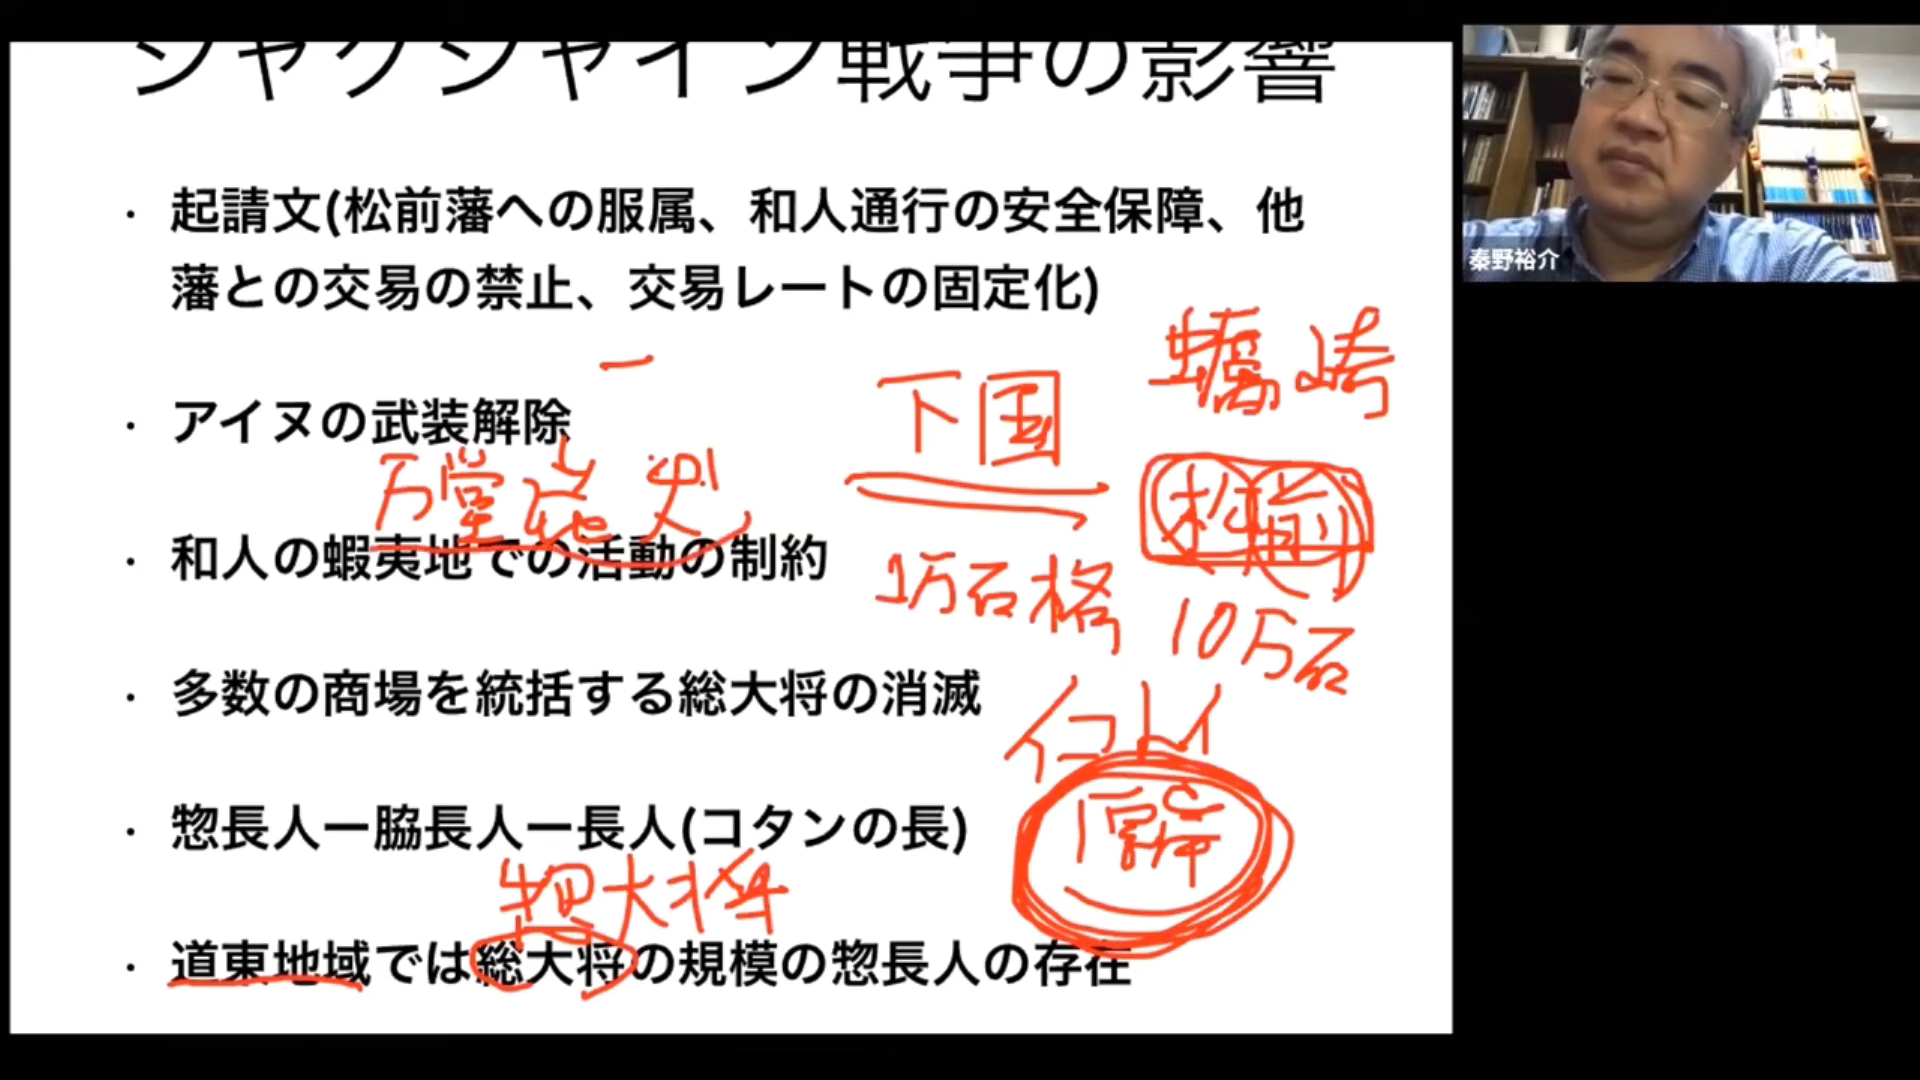 シャクシャイン戦争の影響
・ 起請文(松前藩への服属、和人通行の安全保障、他
藩との交易の禁止、交易レートの固定化)
・ アイヌの武装解除
・ 和人の蝦夷地での活動の制約
・ 多数の商場を統括する総大将の消滅
・ 惣長人ー脇長人ー長人(コタンの長)
・ 道東地域では総大将の規模の惣長人の存在
蠣崎
下国
松前
1万石格
10万石
イコトイ
厚岸
惣大将
秦野裕介